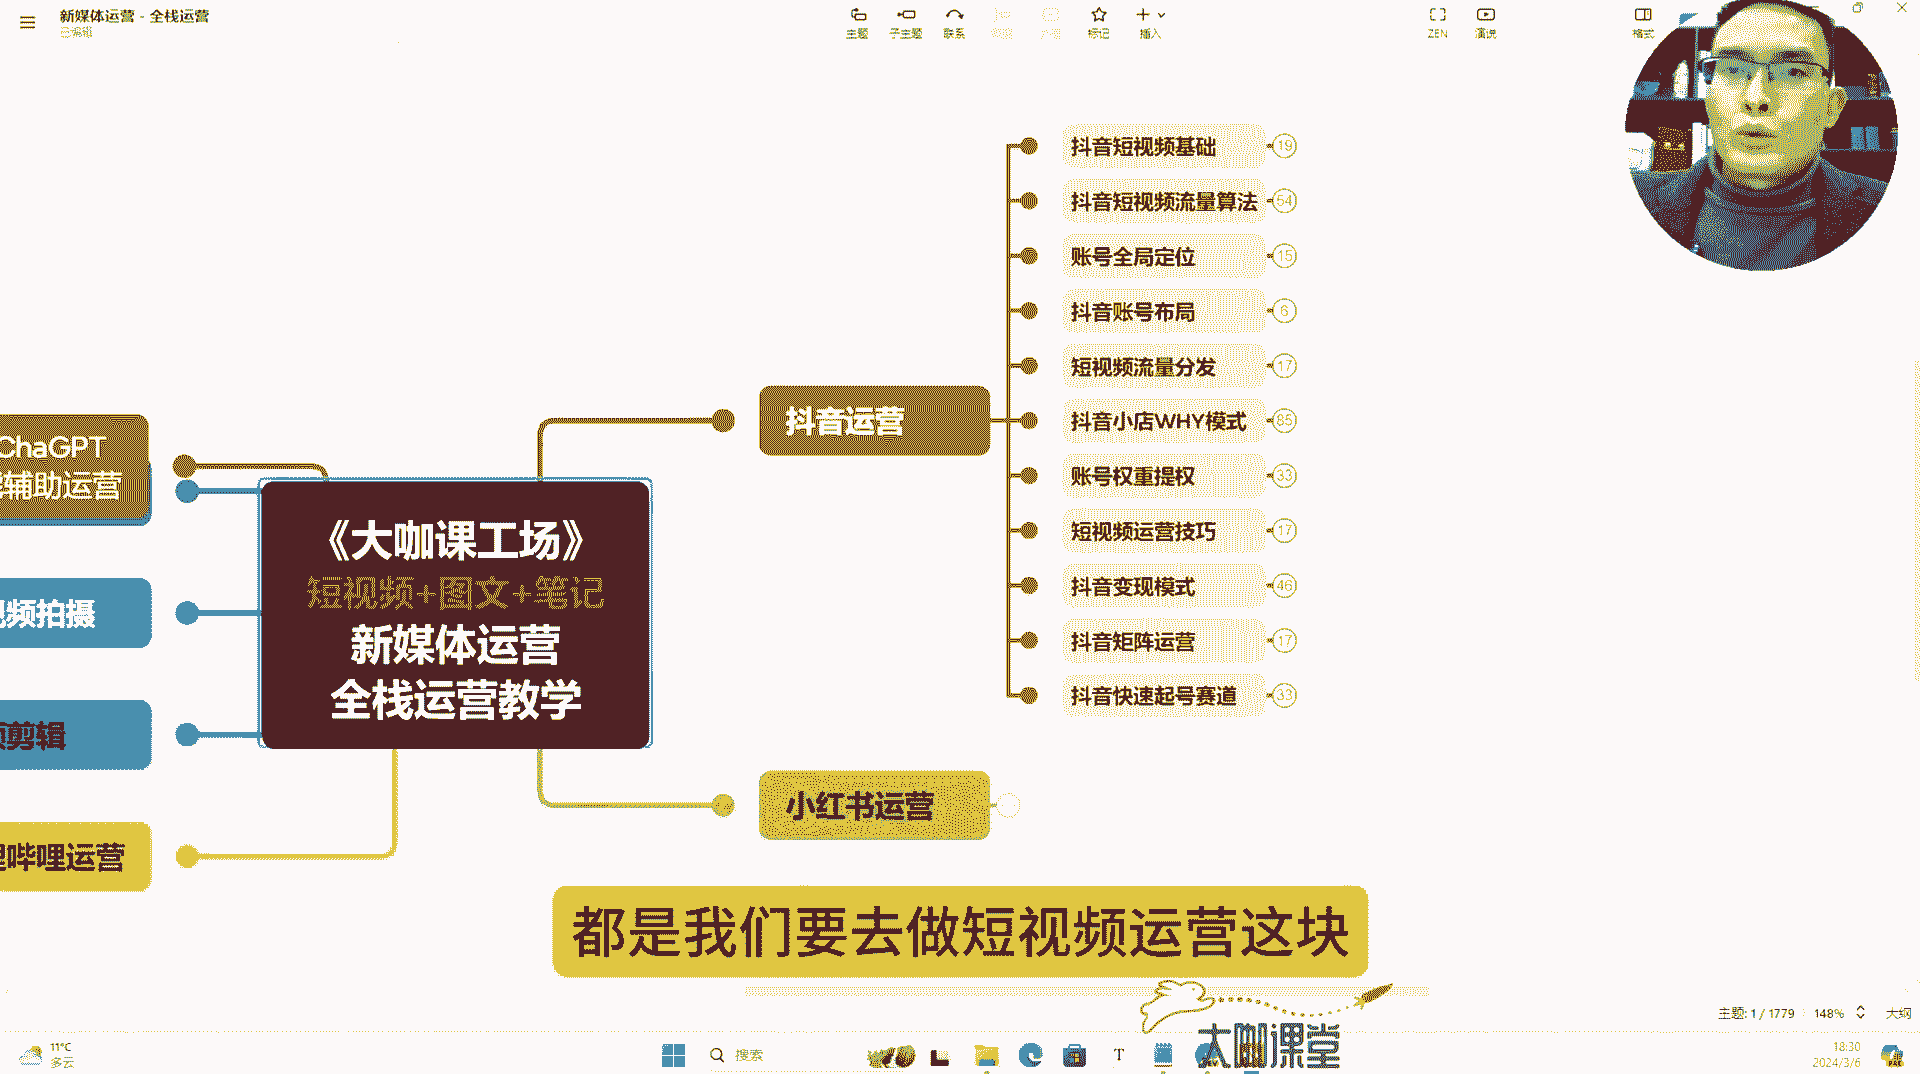 新媒体运营 - 全栈运营
已编辑
主题
子主题
联系
标记
插入
ZEN
演说
格式
抖音短视频基础
19
抖音短视频流量算法
54
账号全局定位
15
抖音账号布局
6
短视频流量分发
17
抖音运营
抖音小店WHY模式
85
账号权重提权
33
短视频运营技巧
17
抖音变现模式
46
抖音矩阵运营
17
抖音快速起号赛道
33
ChaGPT
辅助运营
频拍摄
剪辑
哔哩运营
《大咖课工场》
短视频+图文+笔记
新媒体运营
全栈运营教学
小红书运营
都是我们要去做短视频运营这块
大咖课堂
主题: 1 / 1779
148%
大纲
11°C
多云
搜索
18:30
2024/3/6